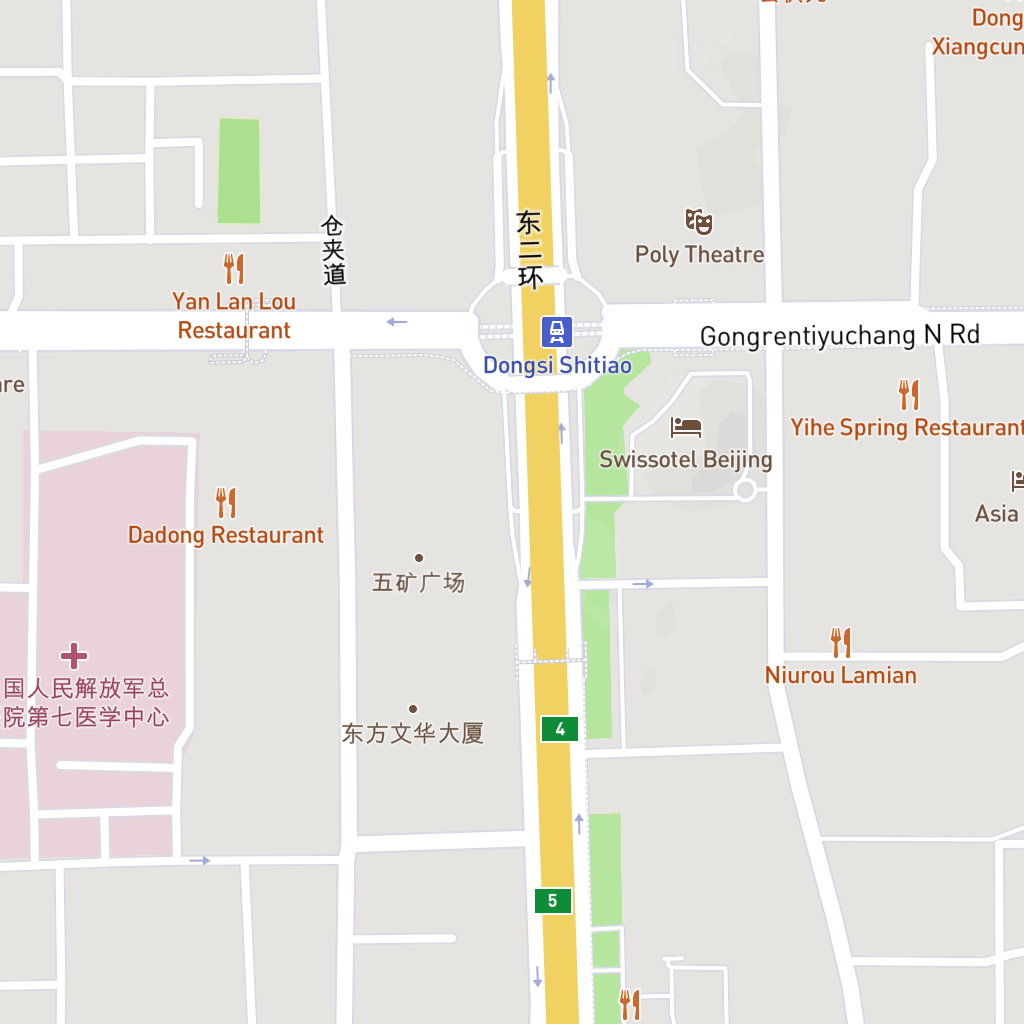 Dong
Xiangcun
东二环
仓夹道
Poly Theatre
Yan Lan Lou
Restaurant
Gongrentiyuchang N Rd
Dongsi Shitiao
are
Yihe Spring Restaurant
Swissotel Beijing
Asia
Dadong Restaurant
五矿广场
Niurou Lamian
国人民解放军总
院第七医学中心
东方文华大厦
4
5